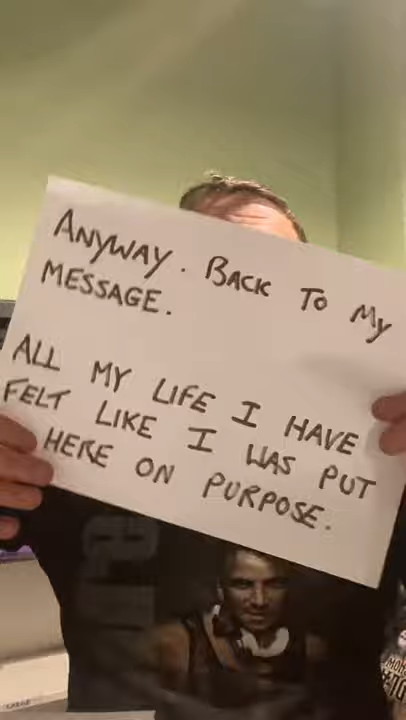 ANYWAY. BACK TO MY
MESSAGE.
ALL MY LIFE I HAVE
FELT LIKE I WAS PUT
HERE ON PURPOSE.